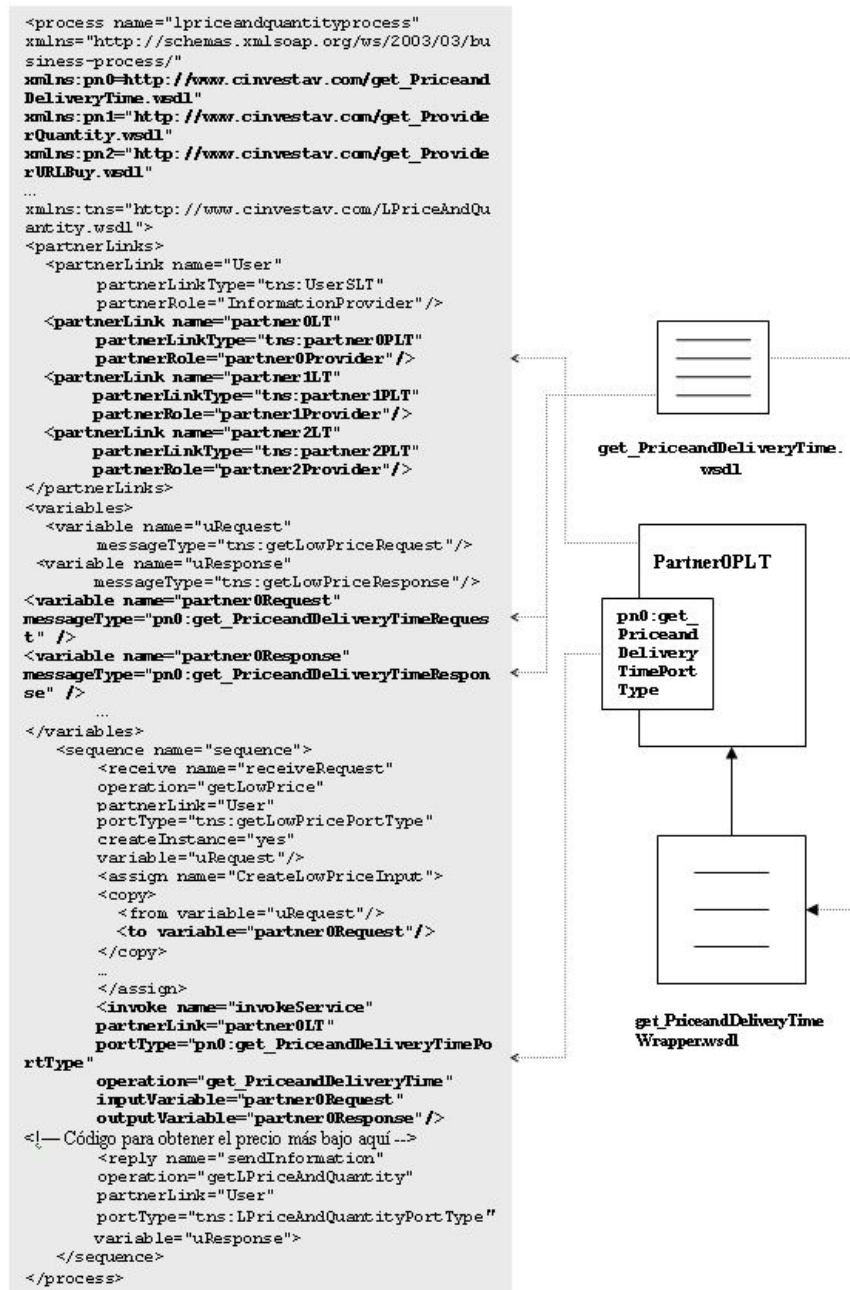 <process name="lpriceandquantityprocess"
xmlns="http://schemas.xmlsoap.org/ws/2003/03/bu
siness-process/"
xmlns:pn0=http://www.cinvestav.com/get_Priceand
DeliveryTime.wsdl"
xmlns:pn1="http://www.cinvestav.com/get_Provide
rQuantity.wsdl"
xmlns:pn2="http://www.cinvestav.com/get_Provide
rURLBuy.wsdl"
…
xmlns:tns="http://www.cinvestav.com/LPriceAndQu
antity.wsdl">
<partnerLinks>
<partnerLink name="User"
partnerLinkType="tns:UserSLT"
partnerRole="InformationProvider"/>
<partnerLink name="partner0LT"
partnerLinkType="tns:partner0PLT"
partnerRole="partner0Provider"/>
<partnerLink name="partner1LT"
partnerLinkType="tns:partner1PLT"
partnerRole="partner1Provider"/>
<partnerLink name="partner2LT"
partnerLinkType="tns:partner2PLT"
partnerRole="partner2Provider"/>
</partnerLinks>
<variables>
<variable name="uRequest"
messageType="tns:getLowPriceRequest"/>
<variable name="uResponse"
messageType="tns:getLowPriceResponse"/>
<variable name="partner0Request"
messageType="pn0:get_PriceandDeliveryTimeReques
t" />
<variable name="partner0Response"
messageType="pn0:get_PriceandDeliveryTimeRespon
se" />
…
</variables>
<sequence name="sequence">
<receive name="receiveRequest"
operation="getLowPrice"
partnerLink="User"
portType="tns:getLowPricePortType"
createInstance="yes"
variable="uRequest"/>
<assign name="CreateLowPriceInput">
<copy>
<from variable="uRequest"/>
<to variable="partner0Request"/>
</copy>
…
</assign>
<invoke name="invokeService"
partnerLink="partner0LT"
portType="pn0:get_PriceandDeliveryTimePo
rtType"
operation="get_PriceandDeliveryTime"
inputVariable="partner0Request"
outputVariable="partner0Response"/>
<!— Código para obtener el precio más bajo aquí -->
<reply name="sendInformation"
operation="getLPriceAndQuantity"
partnerLink="User"
portType="tns:LPriceAndQuantityPortType"
variable="uResponse">
</sequence>
</process>
get_PriceandDeliveryTime.
wsdl
Partner0PLT
pn0:get_
Priceand
Delivery
TimePort
Type
get_PriceandDeliveryTime
Wrapper.wsdl